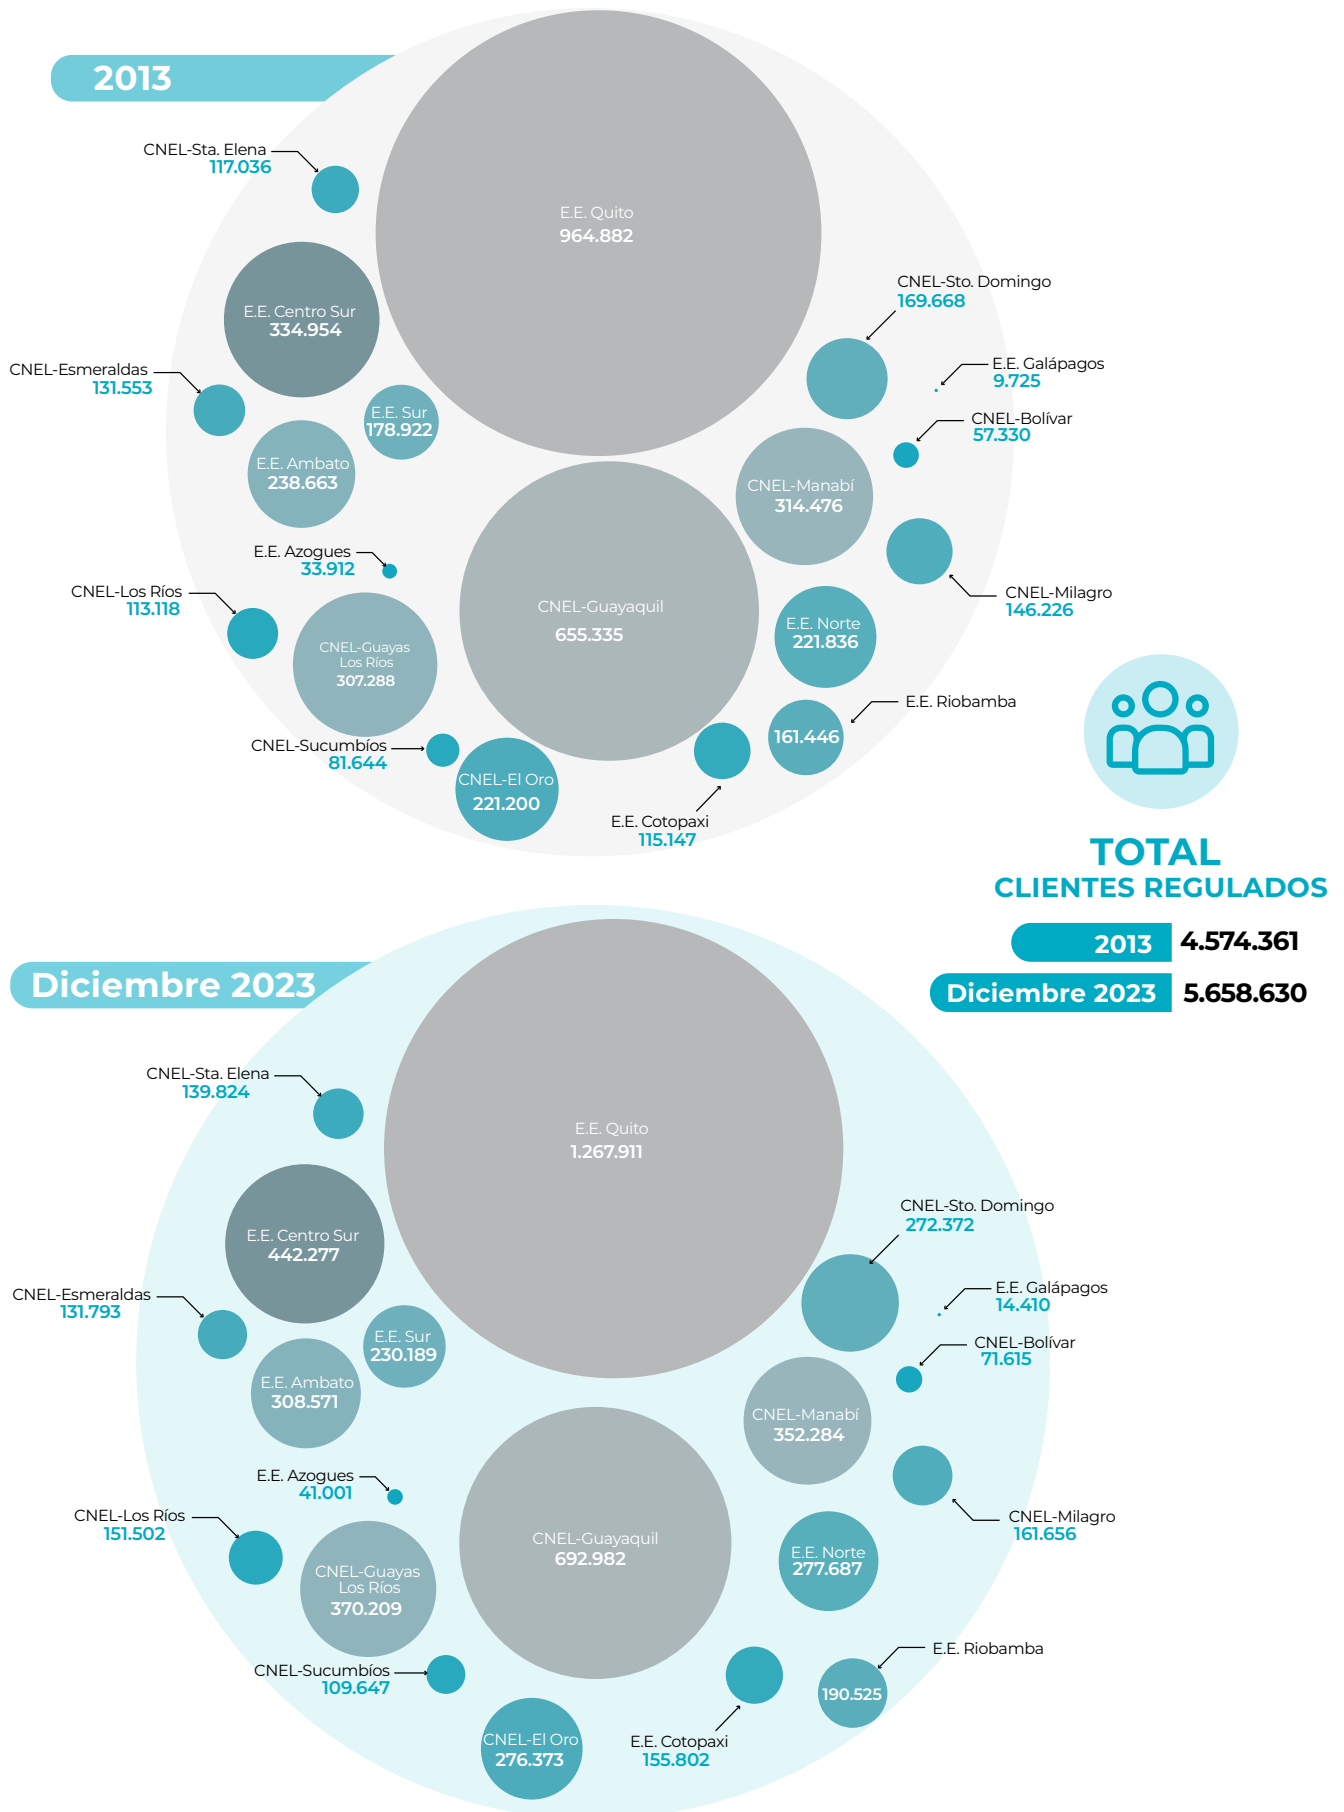 2013
CNEL-Sta. Elena
117.036
E.E. Quito
964.882
CNEL-Sto. Domingo
169.668
E.E. Centro Sur
334.954
E.E. Galápagos
9.725
CNEL-Esmeraldas
131.553
E.E. Sur
178.922
CNEL-Bolívar
57.330
E.E. Ambato
238.663
CNEL-Manabí
314.476
E.E. Azogues
33.912
CNEL-Los Ríos
113.118
CNEL-Guayaquil
655.335
CNEL-Milagro
146.226
E.E. Norte
221.836
CNEL-Guayas
Los Ríos
307.288
E.E. Riobamba
161.446
CNEL-Sucumbíos
81.644
CNEL-El Oro
221.200
E.E. Cotopaxi
115.147
TOTAL
CLIENTES REGULADOS
2013 4.574.361
Diciembre 2023 5.658.630
Diciembre 2023
CNEL-Sta. Elena
139.824
E.E. Quito
1.267.911
CNEL-Sto. Domingo
272.372
E.E. Centro Sur
442.277
E.E. Galápagos
14.410
CNEL-Esmeraldas
131.793
E.E. Sur
230.189
CNEL-Bolívar
71.615
E.E. Ambato
308.571
CNEL-Manabí
352.284
E.E. Azogues
41.001
CNEL-Los Ríos
151.502
CNEL-Guayaquil
692.982
CNEL-Milagro
161.656
E.E. Norte
277.687
CNEL-Guayas
Los Ríos
370.209
E.E. Riobamba
190.525
CNEL-Sucumbíos
109.647
CNEL-El Oro
276.373
E.E. Cotopaxi
155.802